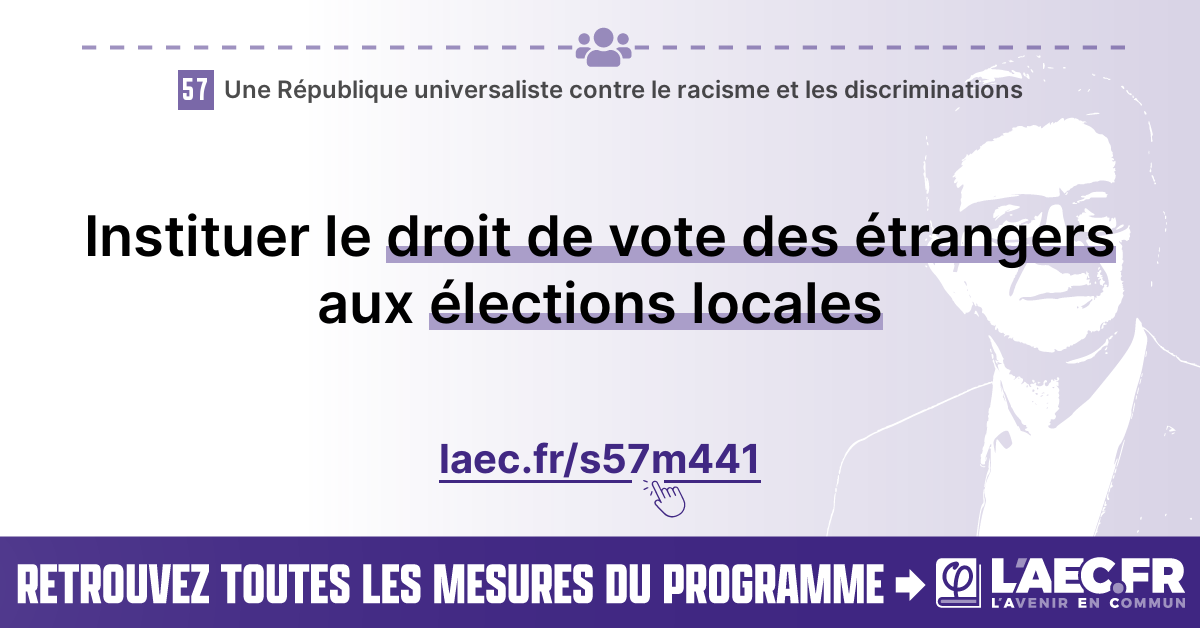 57 Une République universaliste contre le racisme et les discriminations
Instituer le droit de vote des étrangers
aux élections locales
laec.fr/s57m441
RETROUVEZ TOUTES LES MESURES DU PROGRAMME
φ L'AEC.FR
L'AVENIR EN COMMUN